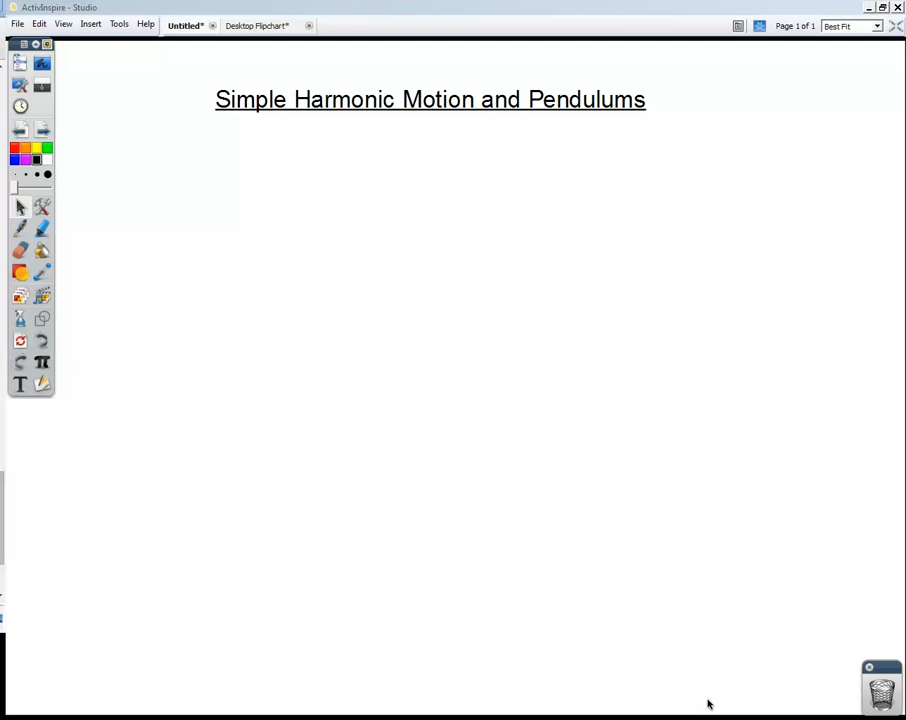 ActivInspire - Studio
File Edit View Insert Tools Help
Untitled* Desktop Flipchart*
Page 1 of 1 Best Fit
Simple Harmonic Motion and Pendulums